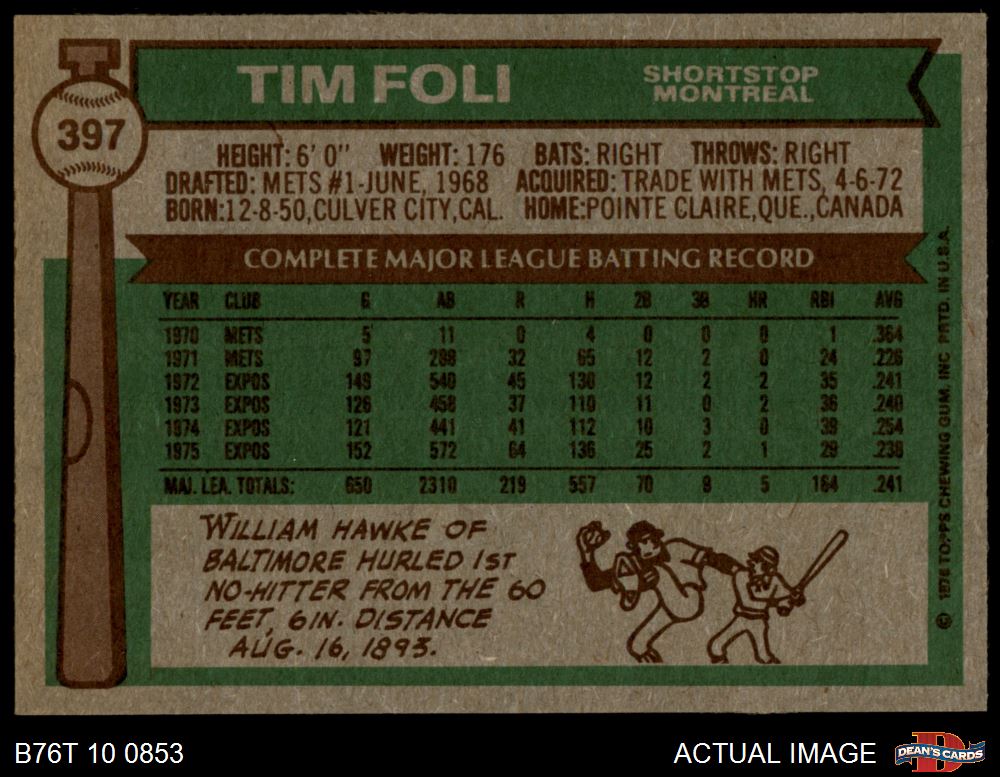 TIM FOLI
SHORTSTOP
MONTREAL
397
HEIGHT: 6' 0" WEIGHT: 176 BATS: RIGHT THROWS: RIGHT
DRAFTED: METS #1-JUNE, 1968 ACQUIRED: TRADE WITH METS, 4-6-72
BORN:12-8-50,CULVER CITY,CAL. HOME:POINTE CLAIRE,QUE.,CANADA
COMPLETE MAJOR LEAGUE BATTING RECORD
YEAR CLUB G AB R H 2B 3B HR RBI AVG
1970 METS 5 11 0 4 0 0 0 1 .364
1971 METS 97 288 32 65 12 2 0 24 .226
1972 EXPOS 149 540 45 130 12 2 2 35 .241
1973 EXPOS 126 458 37 110 11 0 2 36 .240
1974 EXPOS 121 441 41 112 10 3 0 39 .254
1975 EXPOS 152 572 64 136 25 2 1 29 .238
MAJ. LEA. TOTALS: 650 2310 219 557 70 9 5 164 .241
WILLIAM HAWKE OF
BALTIMORE HURLED 1ST
NO-HITTER FROM THE 60
FEET, 6IN. DISTANCE
AUG. 16, 1893.
© 1976 TOPPS CHEWING GUM, INC PRTD. IN U.S.A.
B76T 10 0853
ACTUAL IMAGE
D
DEAN'S CARDS